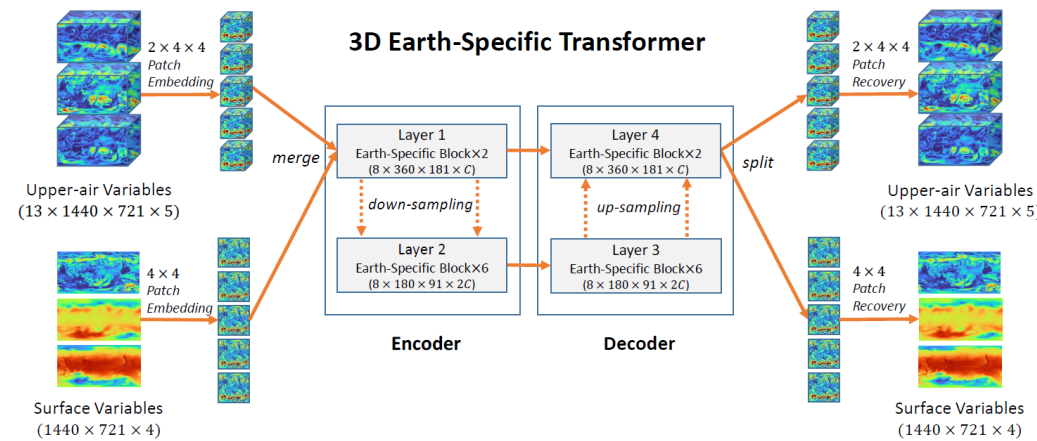 3D Earth-Specific Transformer
2 × 4 × 4
Patch
Embedding
Upper-air Variables
(13 × 1440 × 721 × 5)
4 × 4
Patch
Embedding
Surface Variables
(1440 × 721 × 4)
merge
Layer 1
Earth-Specific Block×2
(8 × 360 × 181 × C)
down-sampling
Layer 2
Earth-Specific Block×6
(8 × 180 × 91 × 2C)
Encoder
Layer 4
Earth-Specific Block×2
(8 × 360 × 181 × C)
up-sampling
Layer 3
Earth-Specific Block×6
(8 × 180 × 91 × 2C)
Decoder
split
2 × 4 × 4
Patch
Recovery
Upper-air Variables
(13 × 1440 × 721 × 5)
4 × 4
Patch
Recovery
Surface Variables
(1440 × 721 × 4)